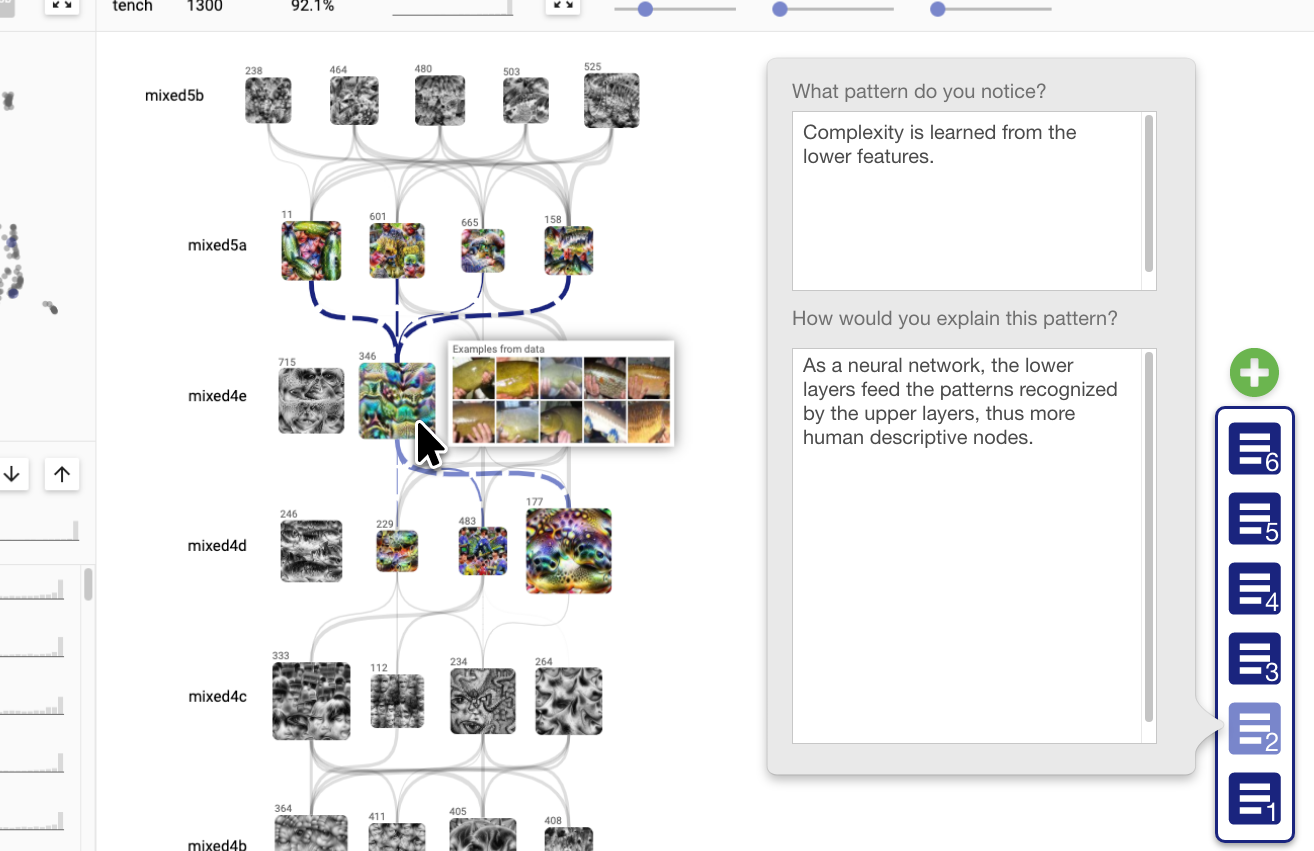 tench 1300 92.1%
mixed5b
238 464 480 503 525
mixed5a
11 601 665 158
mixed4e
715 346
Examples from data
mixed4d
246 229 483 177
mixed4c
333 112 234 264
mixed4b
364 411 405 408
What pattern do you notice?
Complexity is learned from the
lower features.
How would you explain this pattern?
As a neural network, the lower
layers feed the patterns recognized
by the upper layers, thus more
human descriptive nodes.
6
5
4
3
2
1